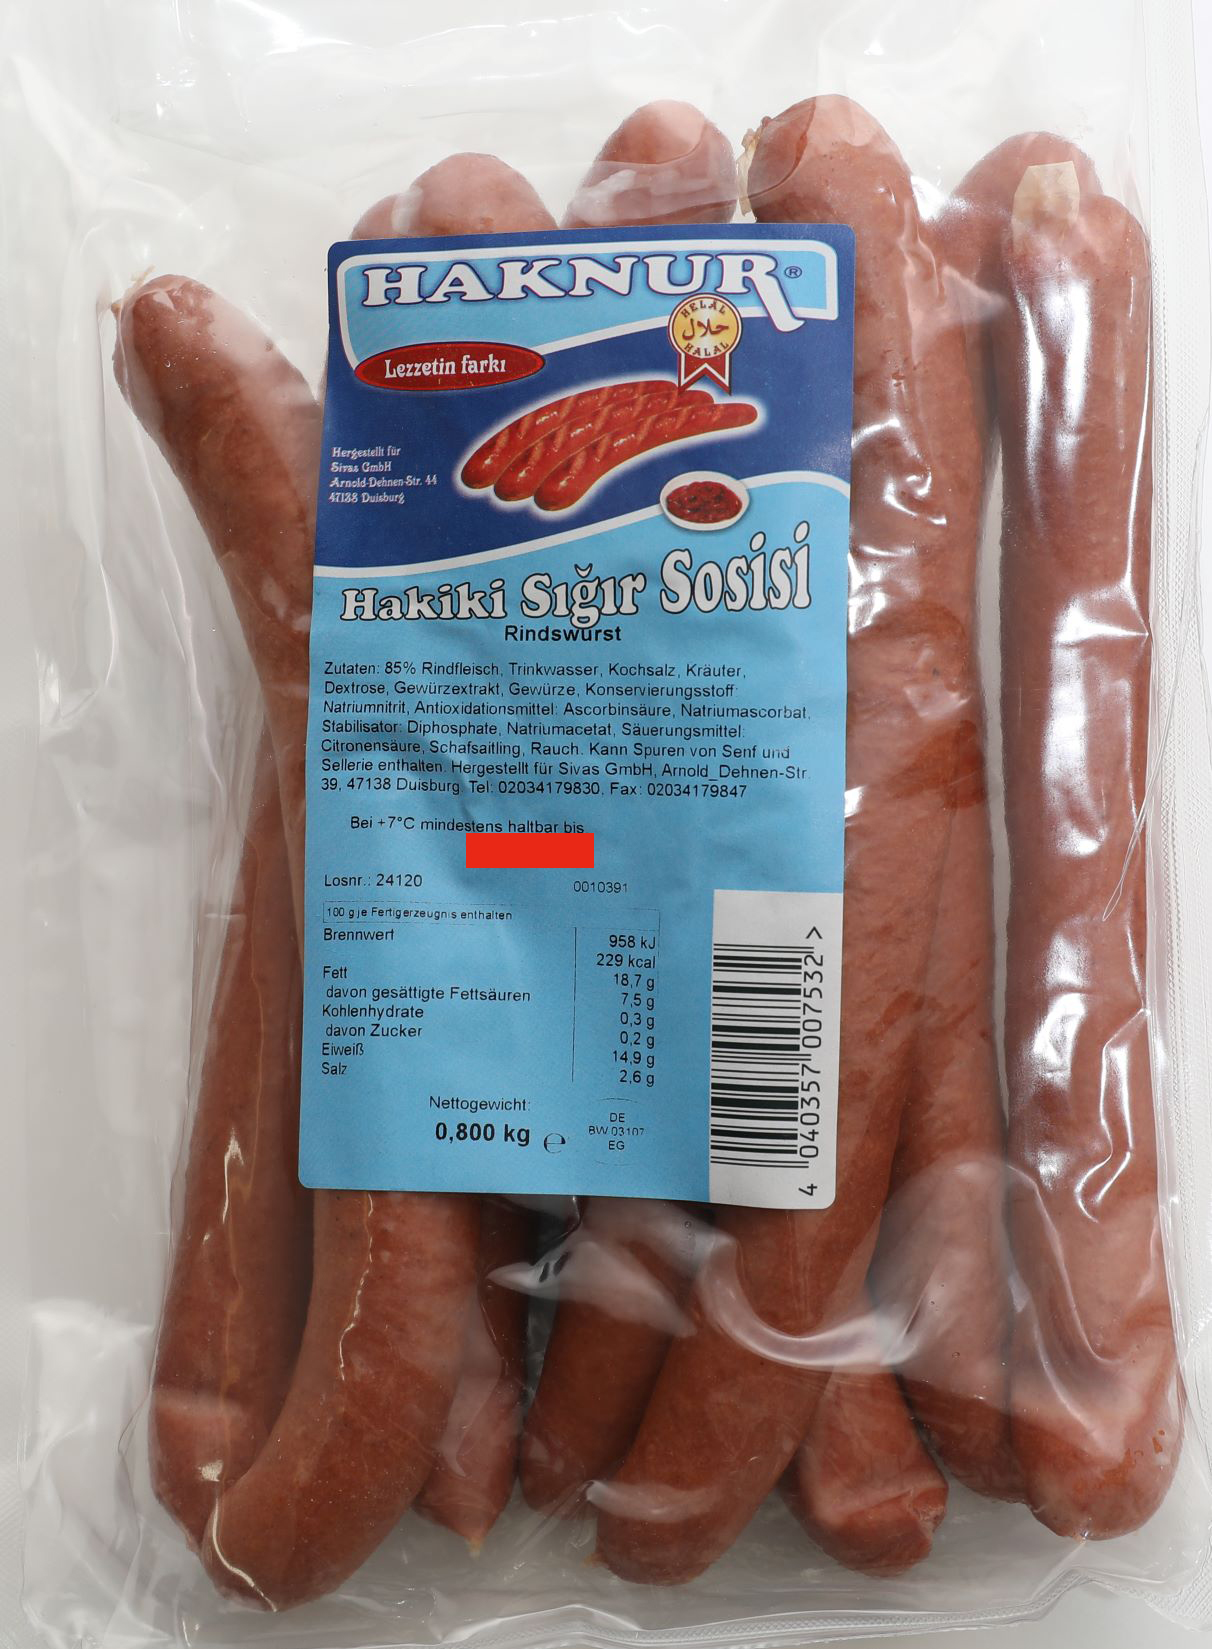 HAKNUR®
HELAL
حلال
HALAL
Lezzetin farkı
Hergestellt für
Sivas GmbH
Arnold-Dehnen-Str. 44
47138 Duisburg
Hakiki Sığır Sosisi
Rindswurst
Zutaten: 85% Rindfleisch, Trinkwasser, Kochsalz, Kräuter,
Dextrose, Gewürzextrakt, Gewürze, Konservierungsstoff:
Natriumnitrit, Antioxidationsmittel: Ascorbinsäure, Natriumascorbat,
Stabilisator: Diphosphate, Natriumacetat, Säuerungsmittel:
Citronensäure, Schafsaitling, Rauch. Kann Spuren von Senf und
Sellerie enthalten. Hergestellt für Sivas GmbH, Arnold_Dehnen-Str.
39, 47138 Duisburg. Tel: 02034179830, Fax: 02034179847
Bei +7°C mindestens haltbar bis
Losnr.: 24120 0010391
100 g je Fertigerzeugnis enthalten
Brennwert 958 kJ
229 kcal
Fett 18,7 g
davon gesättigte Fettsäuren 7,5 g
Kohlenhydrate 0,3 g
davon Zucker 0,2 g
Eiweiß 14,9 g
Salz 2,6 g
Nettogewicht:
0,800 kg e
DE
BW 03107
EG
4 040357 007532 >